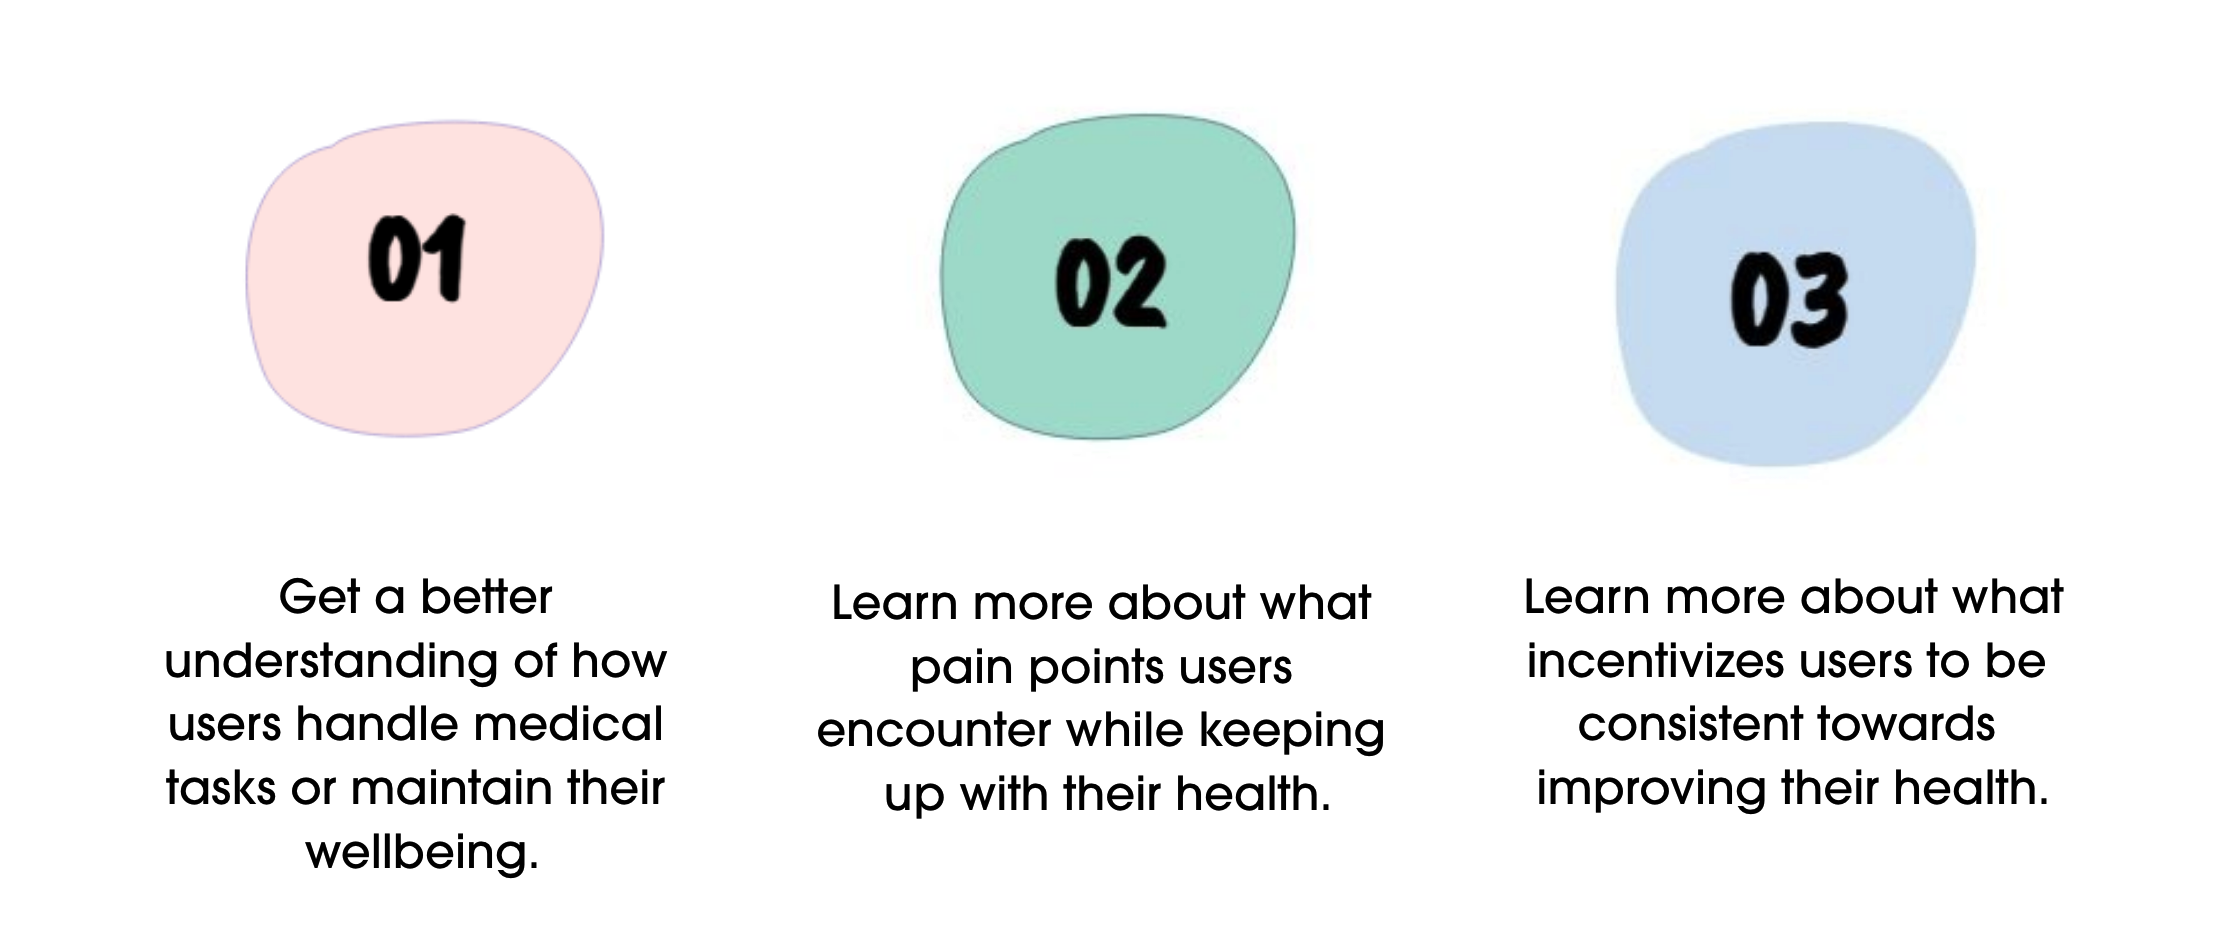 01
Get a better
understanding of how
users handle medical
tasks or maintain their
wellbeing.
02
Learn more about what
pain points users
encounter while keeping
up with their health.
03
Learn more about what
incentivizes users to be
consistent towards
improving their health.